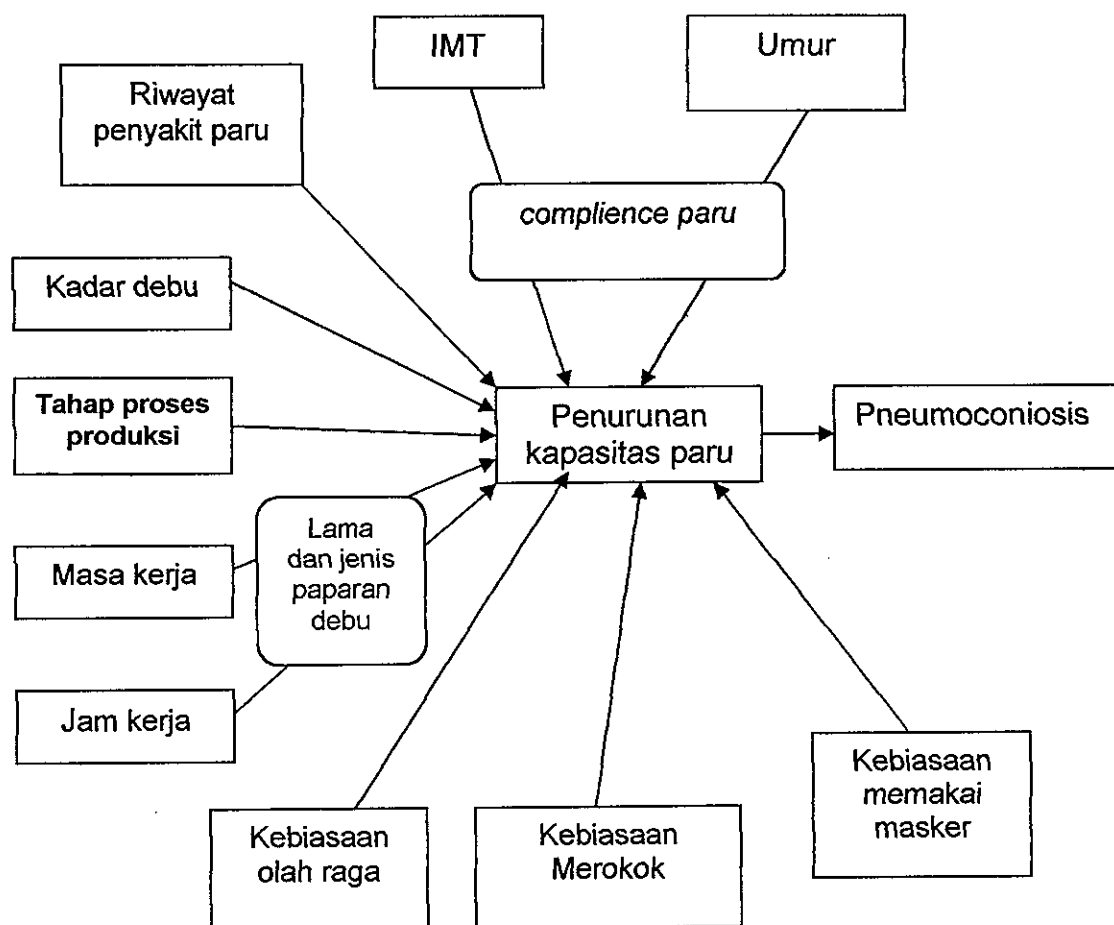 IMT
Umur
Riwayat
penyakit paru
complience paru
Kadar debu
Tahap proses
produksi
Penurunan
kapasitas paru
Pneumoconiosis
Masa kerja
Lama
dan jenis
paparan
debu
Jam kerja
Kebiasaan
olah raga
Kebiasaan
Merokok
Kebiasaan
memakai
masker